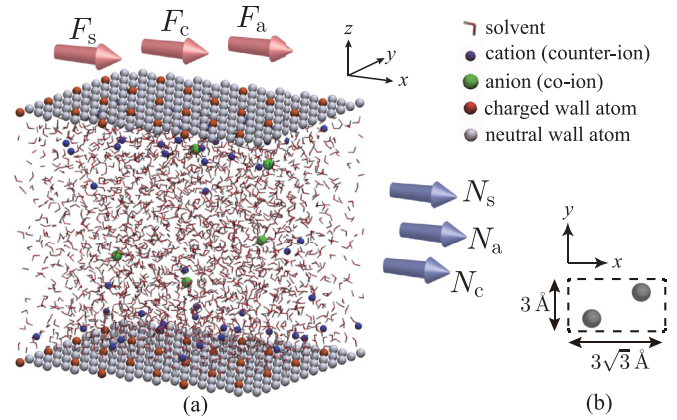 F_s F_c F_a
z
y
x
solvent
cation (counter-ion)
anion (co-ion)
charged wall atom
neutral wall atom
N_s
N_a
N_c
y
x
3 Å
3√3 Å
(a)
(b)